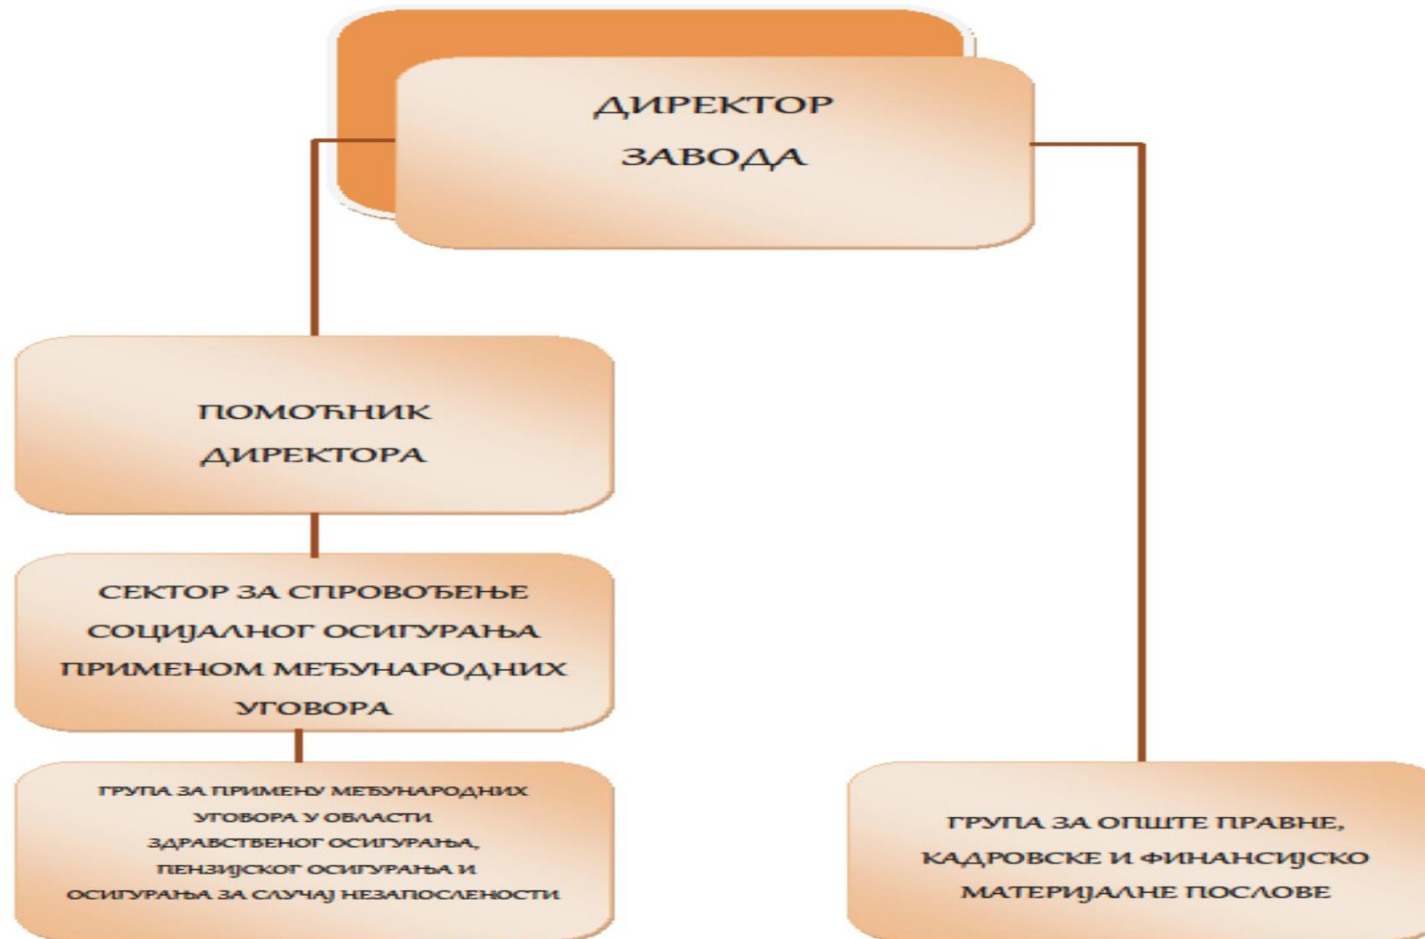 ДИРЕКТОР
ЗАВОДА
ПОМОЋНИК
ДИРЕКТОРА
СЕКТОР ЗА СПРОВОЂЕЊЕ
СОЦИЈАЛНОГ ОСИГУРАЊА
ПРИМЕНОМ МЕЂУНАРОДНИХ
УГОВОРА
ГРУПА ЗА ПРИМЕНУ МЕЂУНАРОДНИХ
УГОВОРА У ОБЛАСТИ
ЗДРАВСТВЕНОГ ОСИГУРАЊА,
ПЕНЗИЈСКОГ ОСИГУРАЊА И
ОСИГУРАЊА ЗА СЛУЧАЈ НЕЗАПОСЛЕНОСТИ
ГРУПА ЗА ОПШТЕ ПРАВНЕ,
КАДРОВСКЕ И ФИНАНСИЈСКО
МАТЕРИЈАЛНЕ ПОСЛОВЕ